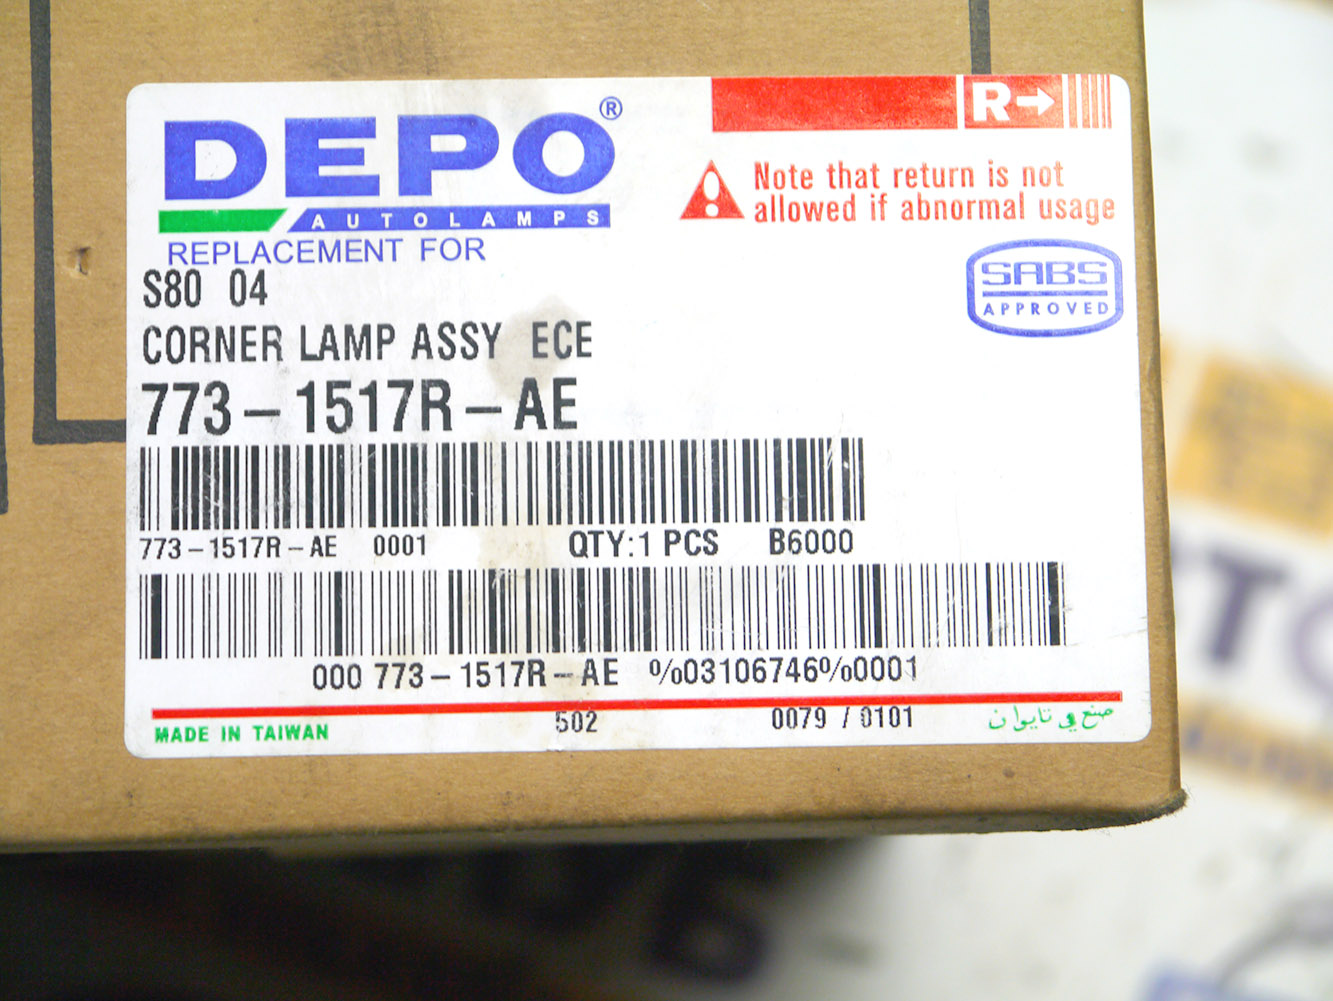 DEPO®
AUTOLAMPS
REPLACEMENT FOR
R→
Note that return is not
allowed if abnormal usage
SABS
APPROVED
S80 04
CORNER LAMP ASSY ECE
773-1517R-AE
773-1517R-AE 0001 QTY:1 PCS B6000
000 773-1517R-AE %03106746%0001
MADE IN TAIWAN 502 0079 / 0101 صنع في تايوان